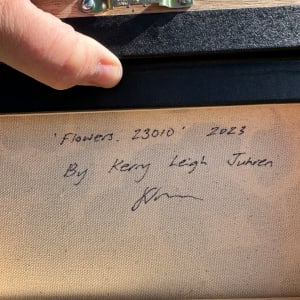 'Flowers. 23010' 2023
By Kerry Leigh Juhren